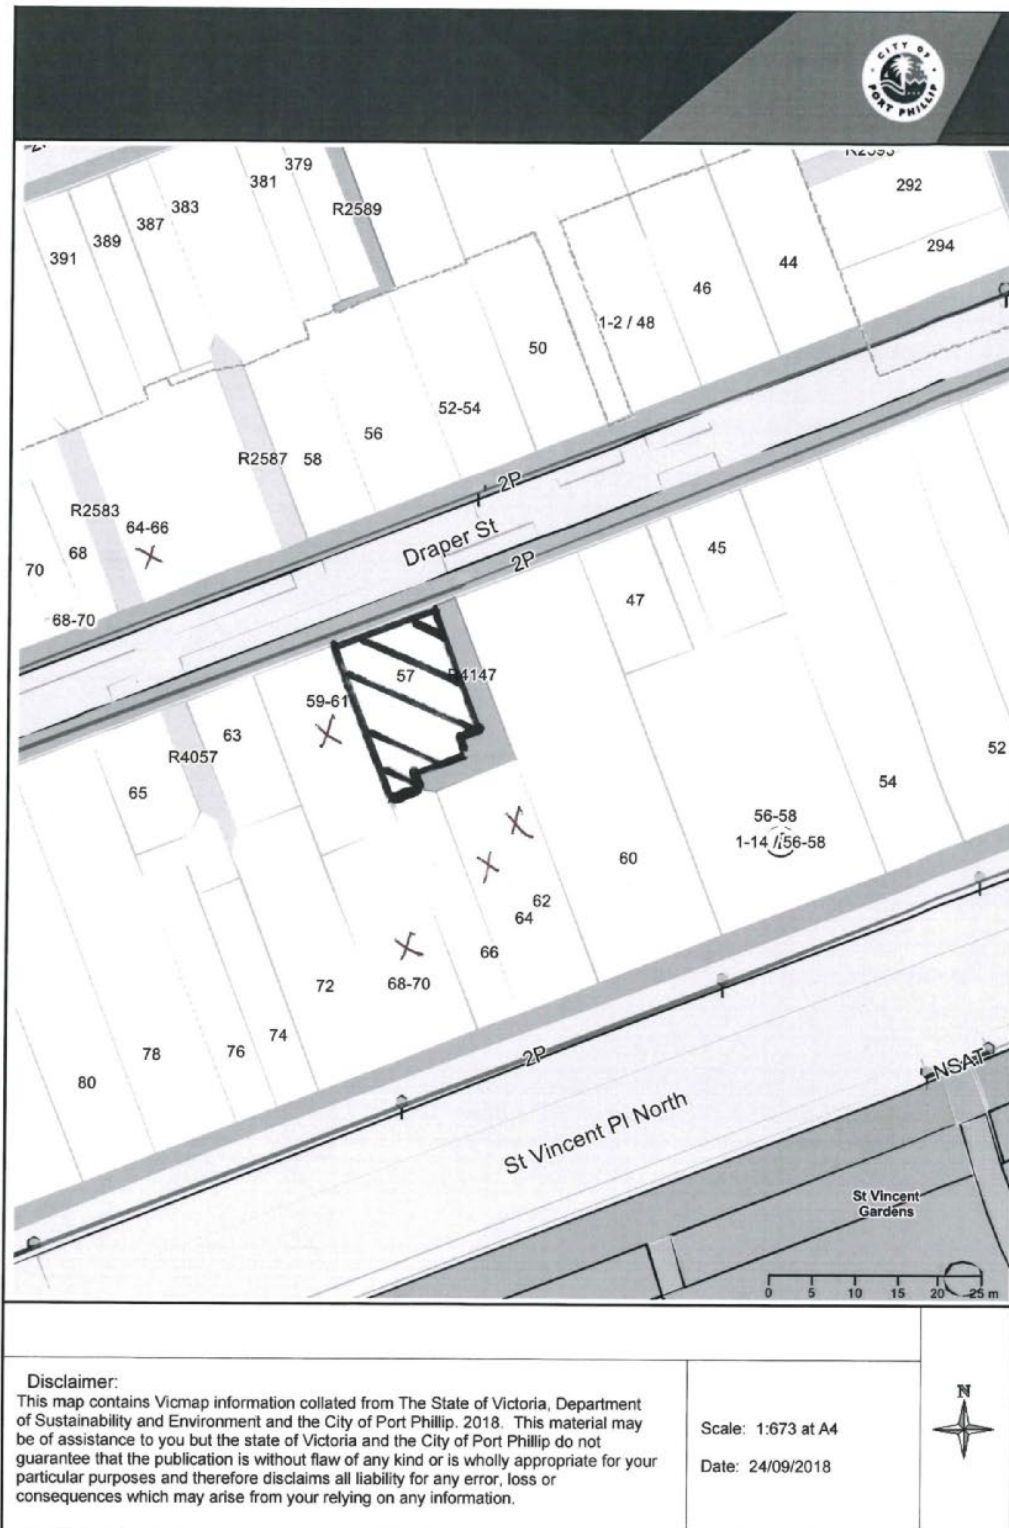 CITY OF PORT PHILLIP
379
381
383
387
389
391
R2589
292
294
44
46
1-2 / 48
50
52-54
56
R2587
58
R2583
64-66
68
70
68-70
2P
Draper St
2P
45
47
57
R4147
59-61
63
R4057
65
52
54
56-58
1-14 / 56-58
60
62
64
66
68-70
72
74
76
78
80
2P
NSAT
St Vincent Pl North
St Vincent
Gardens
0 5 10 15 20 25 m
Disclaimer:
This map contains Vicmap information collated from The State of Victoria, Department
of Sustainability and Environment and the City of Port Phillip. 2018. This material may
be of assistance to you but the state of Victoria and the City of Port Phillip do not
guarantee that the publication is without flaw of any kind or is wholly appropriate for your
particular purposes and therefore disclaims all liability for any error, loss or
consequences which may arise from your relying on any information.
Scale: 1:673 at A4
Date: 24/09/2018
N